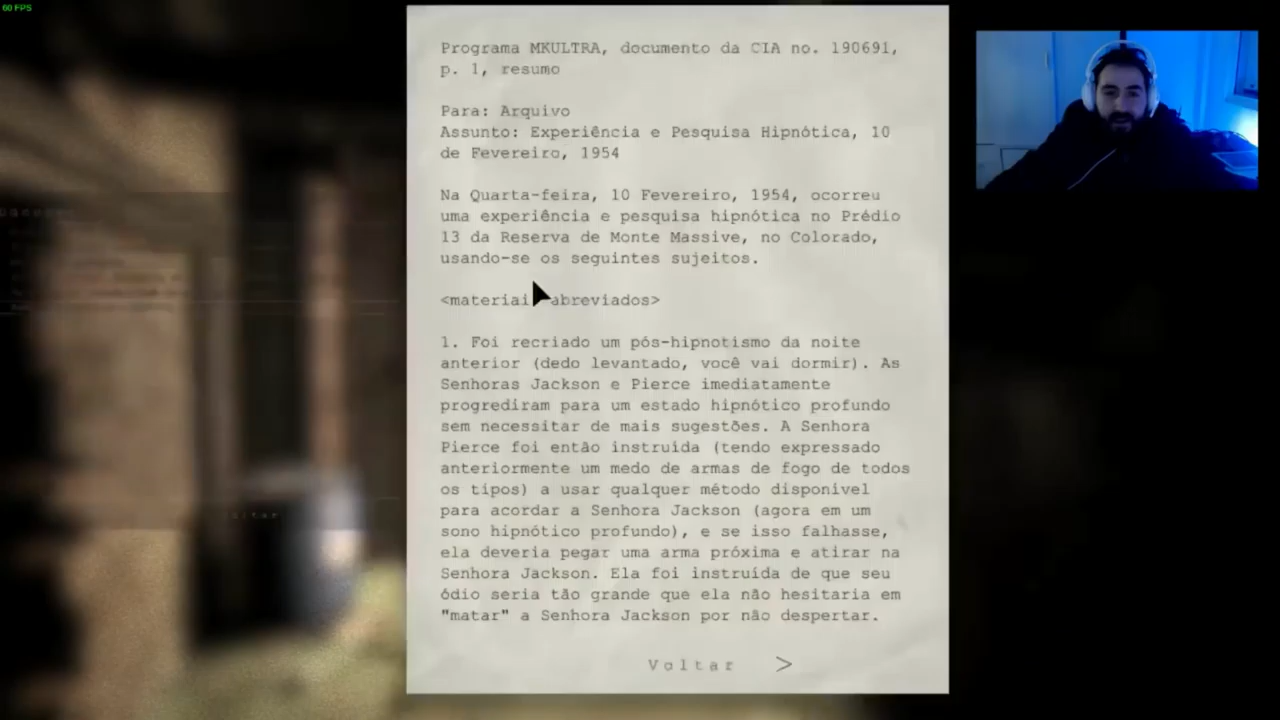 60 FPS
Programa MKULTRA, documento da CIA no. 190691,
p. 1, resumo
Para: Arquivo
Assunto: Experiência e Pesquisa Hipnótica, 10
de Fevereiro, 1954
Na Quarta-feira, 10 Fevereiro, 1954, ocorreu
uma experiência e pesquisa hipnótica no Prédio
13 da Reserva de Monte Massive, no Colorado,
usando-se os seguintes sujeitos.
abreviados>
1. Foi recriado um pós-hipnotismo da noite
anterior (dedo levantado, você vai dormir). As
Senhoras Jackson e Pierce imediatamente
progrediram para um estado hipnótico profundo
sem necessitar de mais sugestões. A Senhora
Pierce foi então instruída (tendo expressado
anteriormente um medo de armas de fogo de todos
os tipos) a usar qualquer método disponível
para acordar a Senhora Jackson (agora em um
sono hipnótico profundo), e se isso falhasse,
ela deveria pegar uma arma próxima e atirar na
Senhora Jackson. Ela foi instruída de que seu
ódio seria tão grande que ela não hesitaria em
"matar" a Senhora Jackson por não despertar.
Voltar >